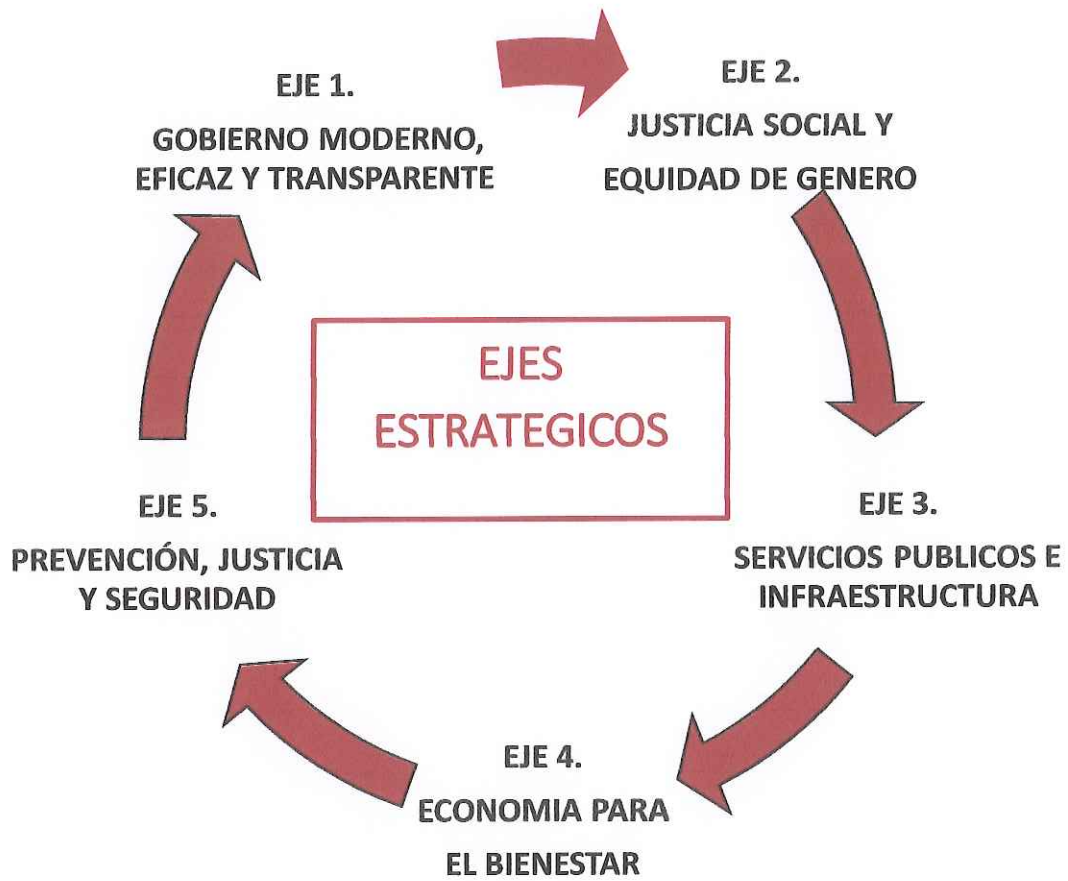 EJE 1.
GOBIERNO MODERNO,
EFICAZ Y TRANSPARENTE
EJE 2.
JUSTICIA SOCIAL Y
EQUIDAD DE GENERO
EJES
ESTRATEGICOS
EJE 3.
SERVICIOS PUBLICOS E
INFRAESTRUCTURA
EJE 4.
ECONOMIA PARA
EL BIENESTAR
EJE 5.
PREVENCIÓN, JUSTICIA
Y SEGURIDAD